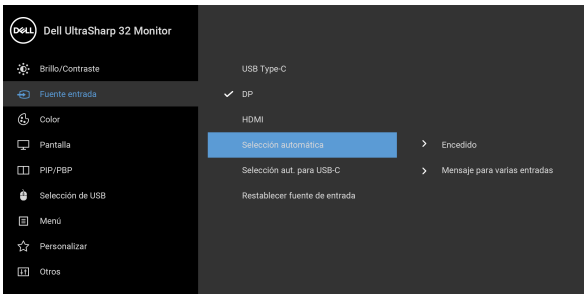 DELL Dell UltraSharp 32 Monitor
Brillo/Contraste
USB Type-C
Fuente entrada
DP
Color
HDMI
Pantalla
Selección automática
Encedido
PIP/PBP
Selección aut. para USB-C
Mensaje para varias entradas
Selección de USB
Restablecer fuente de entrada
Menú
Personalizar
Otros